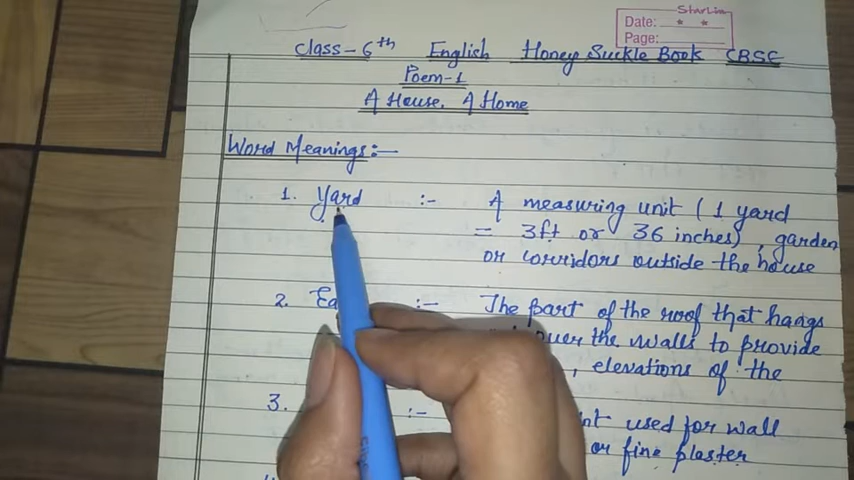 Starlin
Date: * *
Page:
Class-6th English Honey Suckle Book CBSE
Poem-1
A House, A Home
Word Meanings:—
1. Yard :- A measuring unit (1 yard
= 3ft or 36 inches), garden
or corridors outside the house
2. :- The part of the roof that hangs
over the walls to provide
, elevations of the
3. :- used for wall
or fine plaster